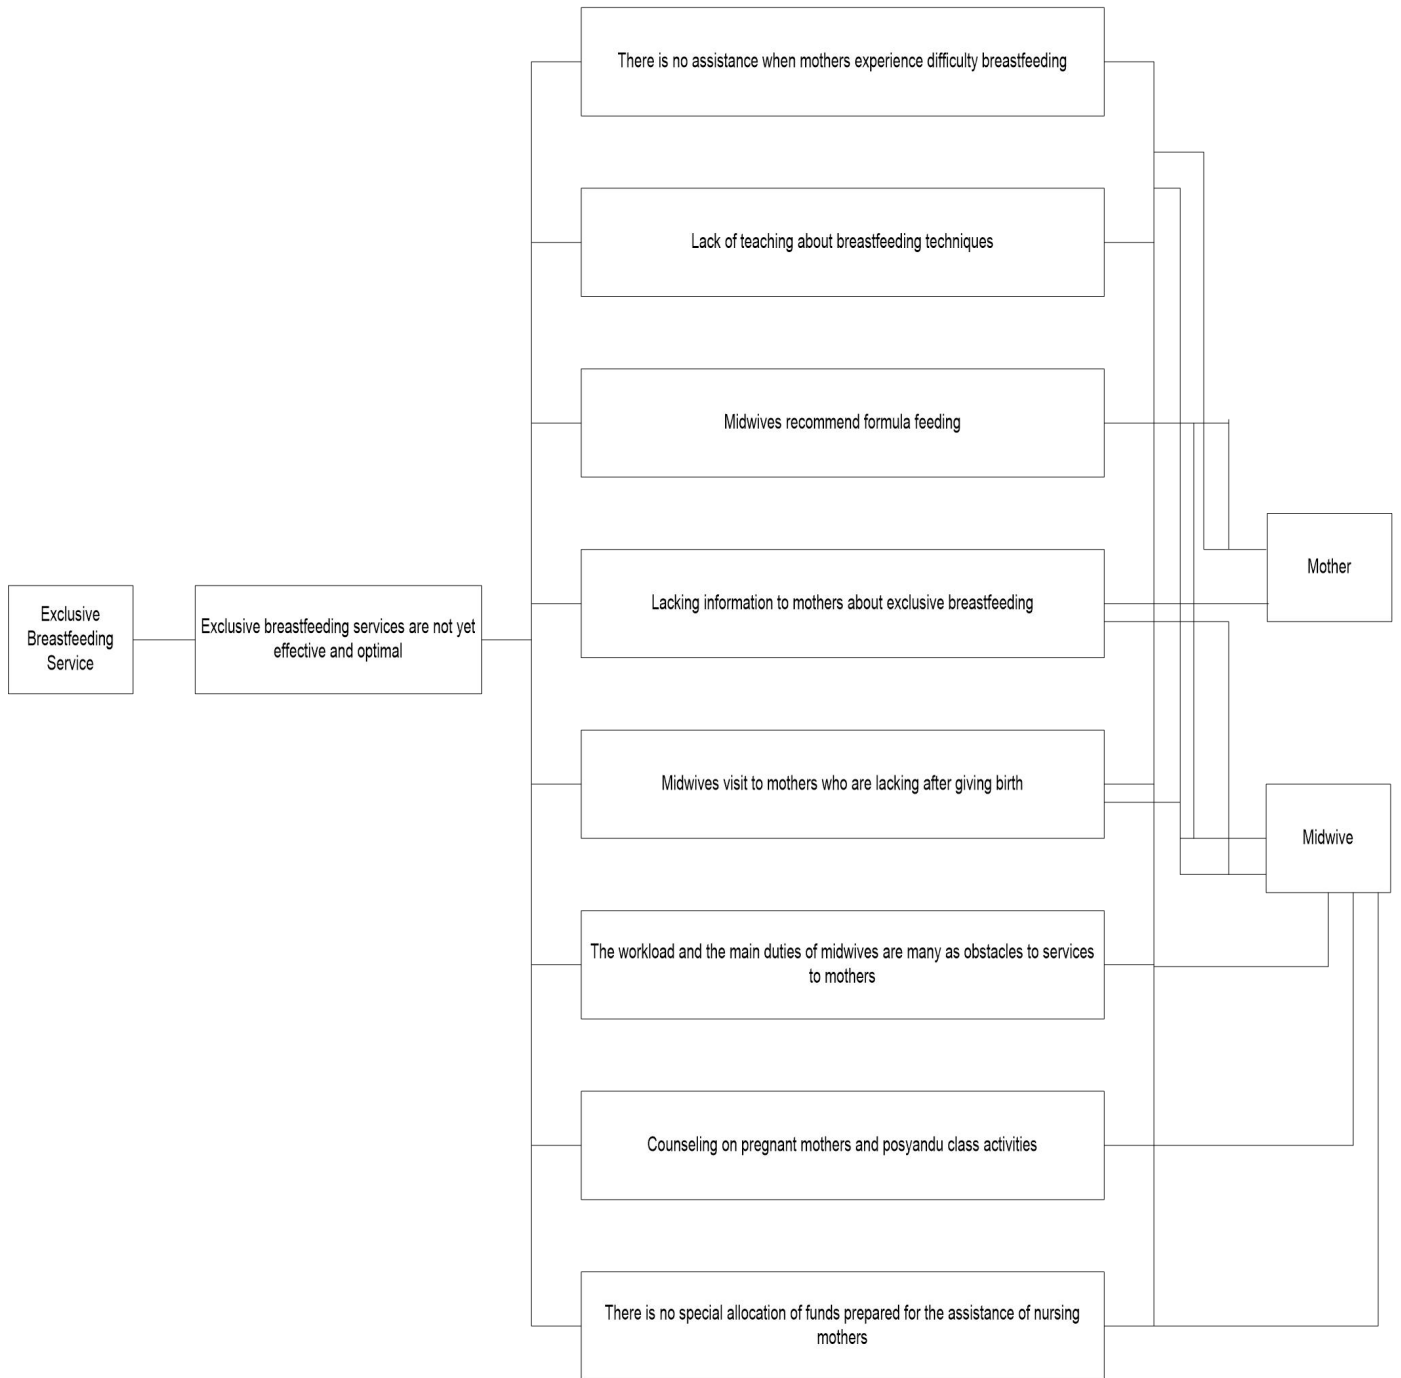 There is no assistance when mothers experience difficulty breastfeeding
Lack of teaching about breastfeeding techniques
Midwives recommend formula feeding
Mother
Exclusive
Breastfeeding
Service
Exclusive breastfeeding services are not yet
effective and optimal
Lacking information to mothers about exclusive breastfeeding
Midwives visit to mothers who are lacking after giving birth
Midwive
The workload and the main duties of midwives are many as obstacles to services
to mothers
Counseling on pregnant mothers and posyandu class activities
There is no special allocation of funds prepared for the assistance of nursing
mothers